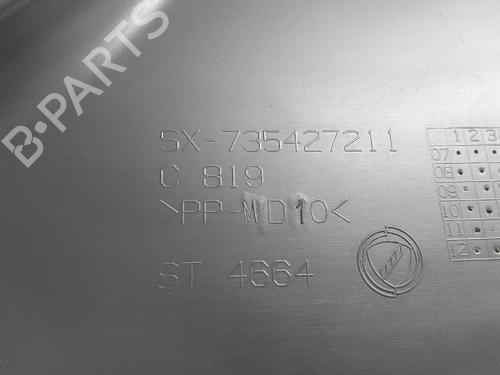 B-PARTS
SX-735427211
C 819
>PP-MD10<
ST 4664
1 2 3
07
08
09
10
11
12